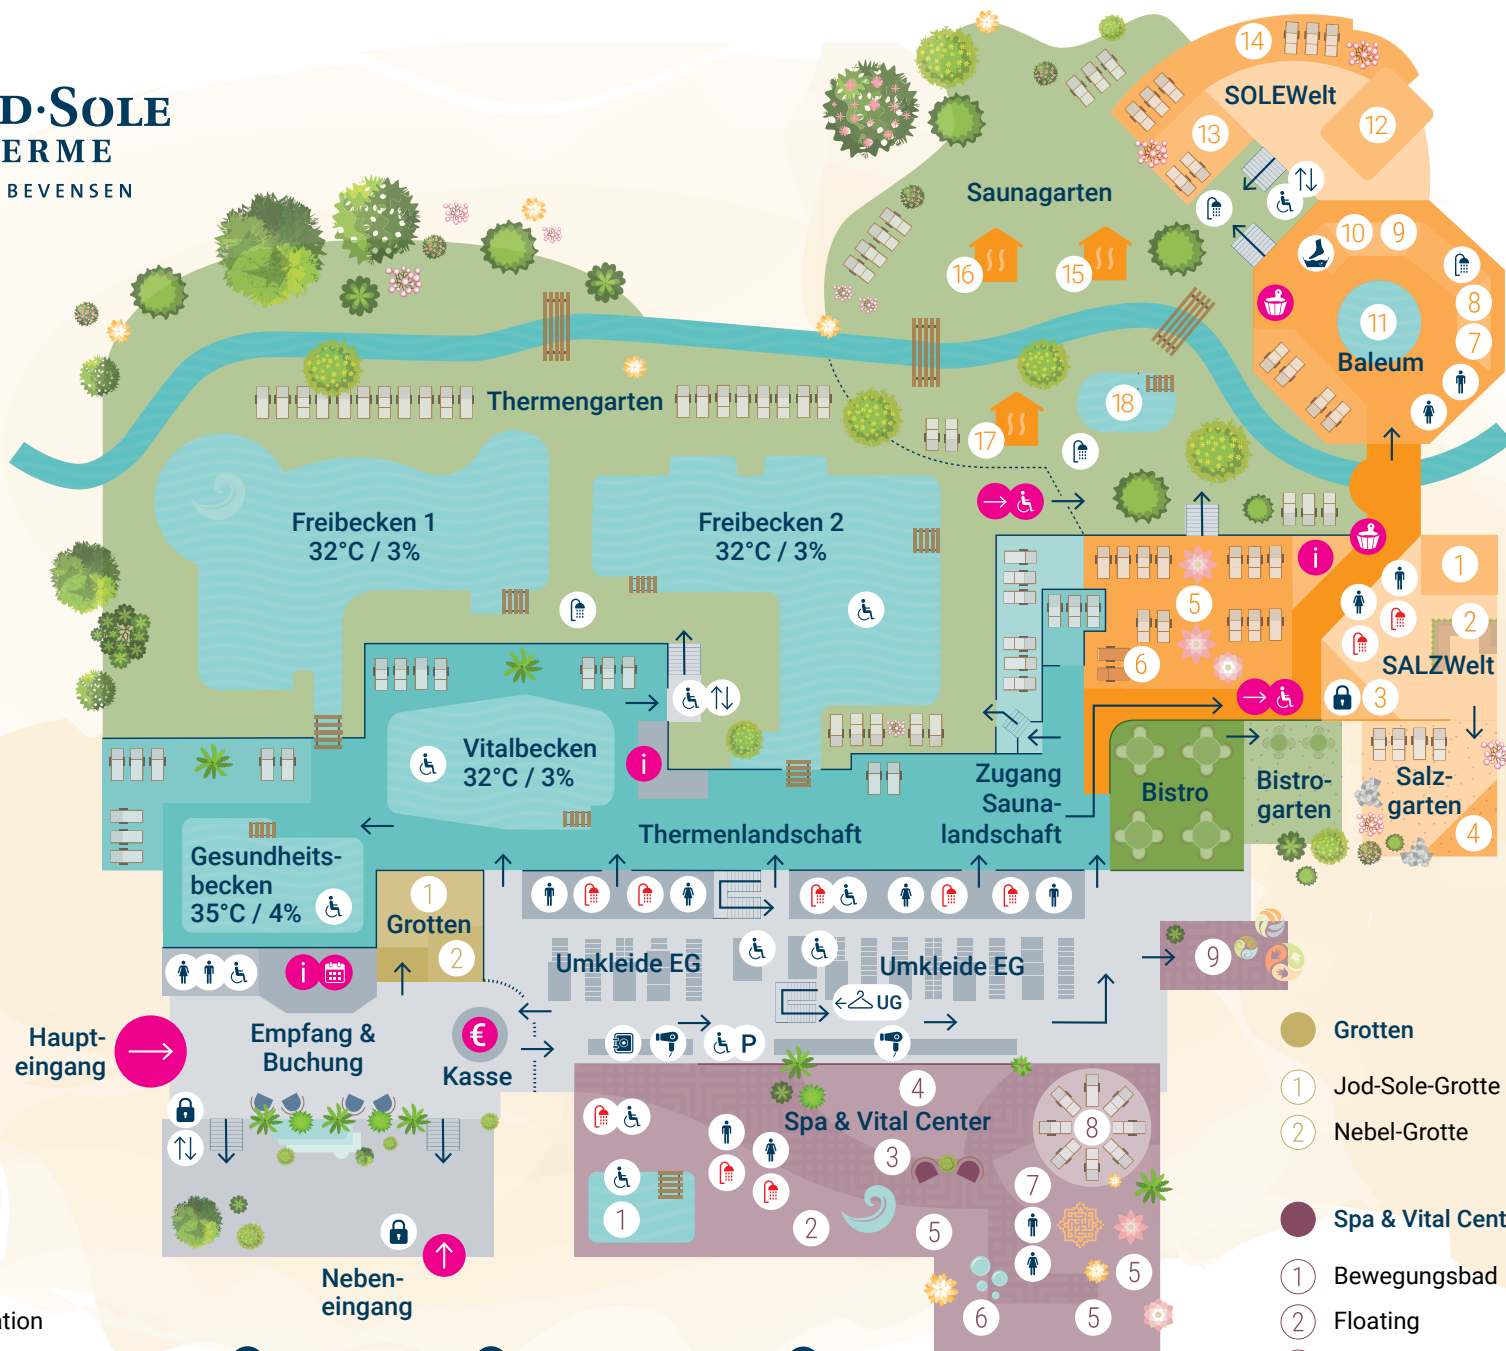 D·SOLE
ERME
BEVENSEN
14
SOLEWelt
13
12
Saunagarten
16
15
10
9
8
11
7
Baleum
Thermengarten
17
18
Freibecken 1
32°C / 3%
Freibecken 2
32°C / 3%
i
5
6
1
2
SALZWelt
3
Vitalbecken
32°C / 3%
i
Zugang
Sauna-
landschaft
Thermenlandschaft
Bistro
Bistro-
garten
Salz-
garten
4
Gesundheits-
becken
35°C / 4%
1
Grotten
2
i
Umkleide EG
Umkleide EG
UG
9
Haupt-
eingang
Empfang &
Buchung
€
Kasse
P
4
Spa & Vital Center
3
8
7
1
2
5
5
6
5
Neben-
eingang
tion
Grotten
1 Jod-Sole-Grotte
2 Nebel-Grotte
Spa & Vital Cent
1 Bewegungsbad
2 Floating